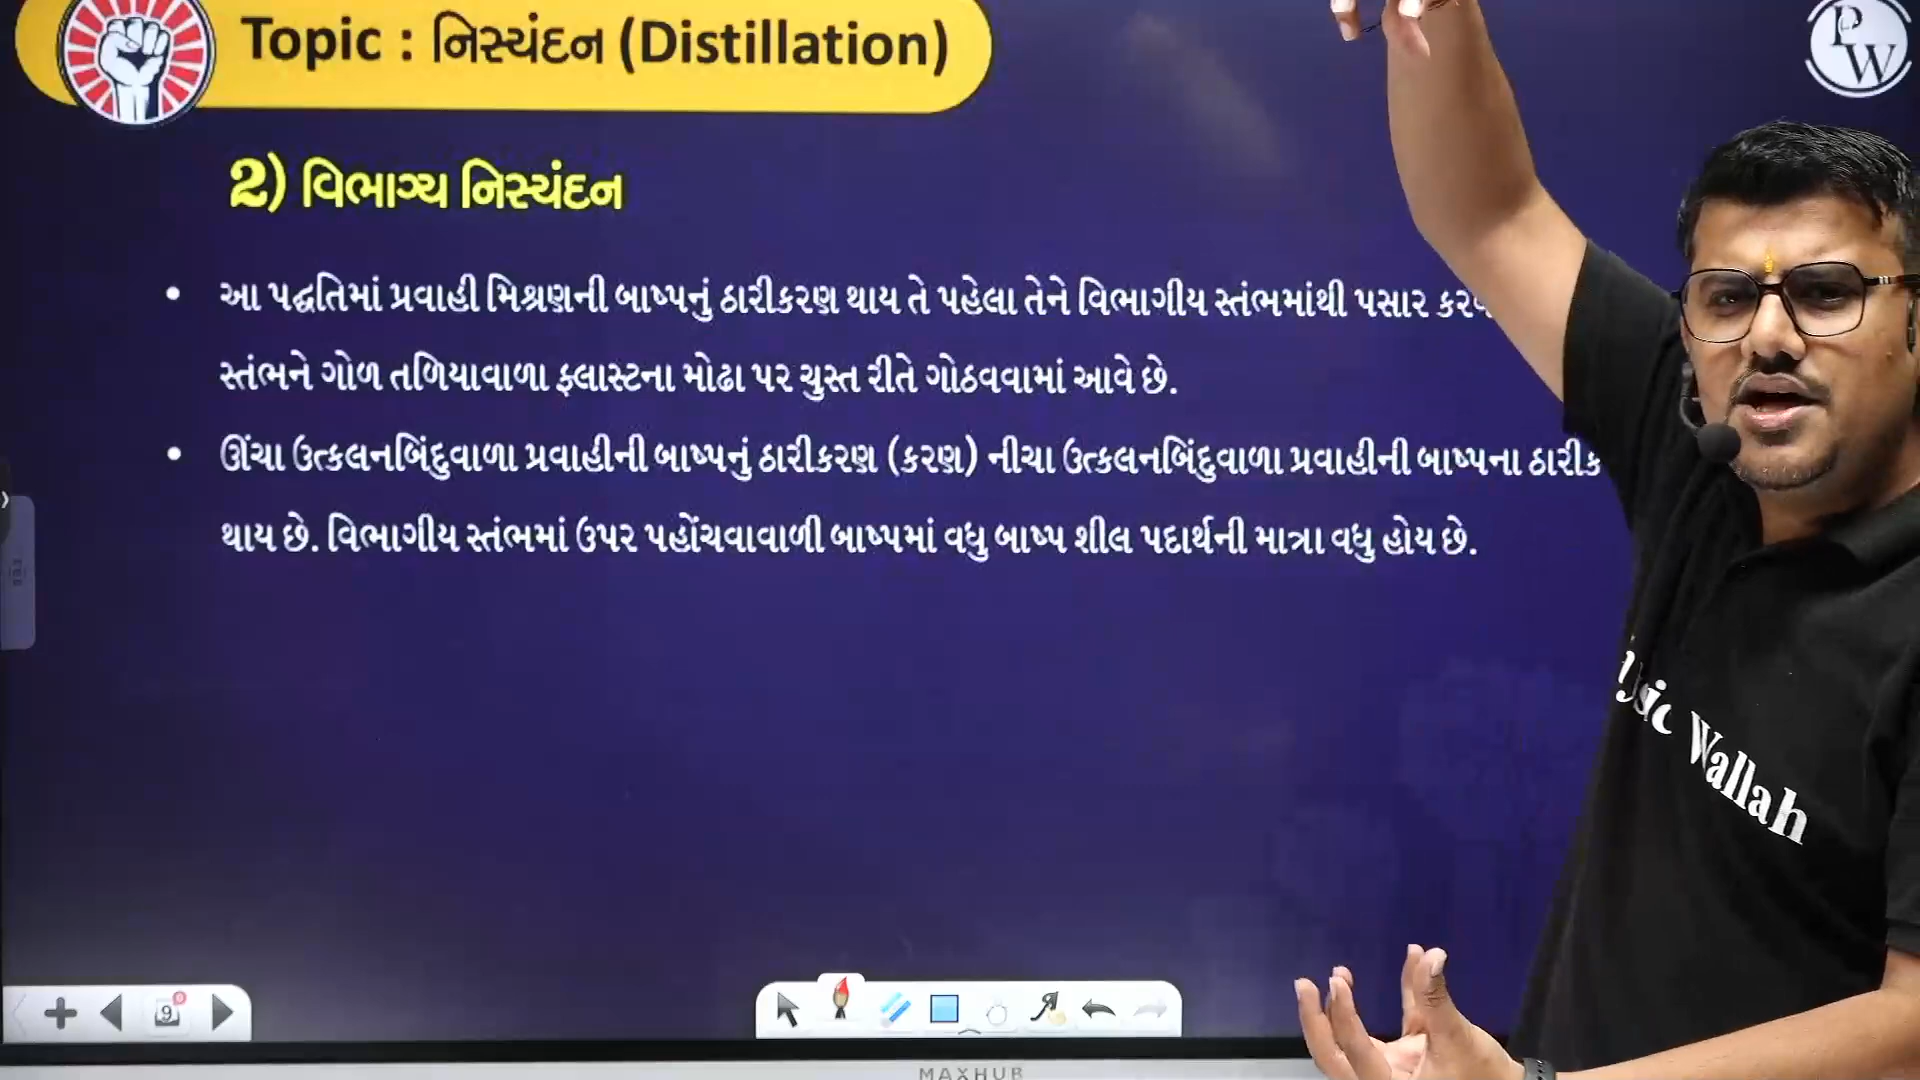 Topic : નિસ્યંદન (Distillation)
PW
2) વિભાગ્ય નિસ્યંદન
• આ પદ્ધતિમાં પ્રવાહી મિશ્રણની બાષ્પનું ઠારીકરણ થાય તે પહેલા તેને વિભાગીય સ્તંભમાંથી પસાર
સ્તંભને ગોળ તળિયાવાળા ફ્લાસ્ટના મોઢા પર ચુસ્ત રીતે ગોઠવવામાં આવે છે.
• ઊંચા ઉત્કલનબિંદુવાળા પ્રવાહીની બાષ્પનું ઠારીકરણ (કરણ) નીચા ઉત્કલનબિંદુવાળા પ્રવાહીની બાષ્પના
થાય છે. વિભાગીય સ્તંભમાં ઉપર પહોંચવાવાળી બાષ્પમાં વધુ બાષ્પ શીલ પદાર્થની માત્રા વધુ હોય છે.
Wallah
9
MAXHUB